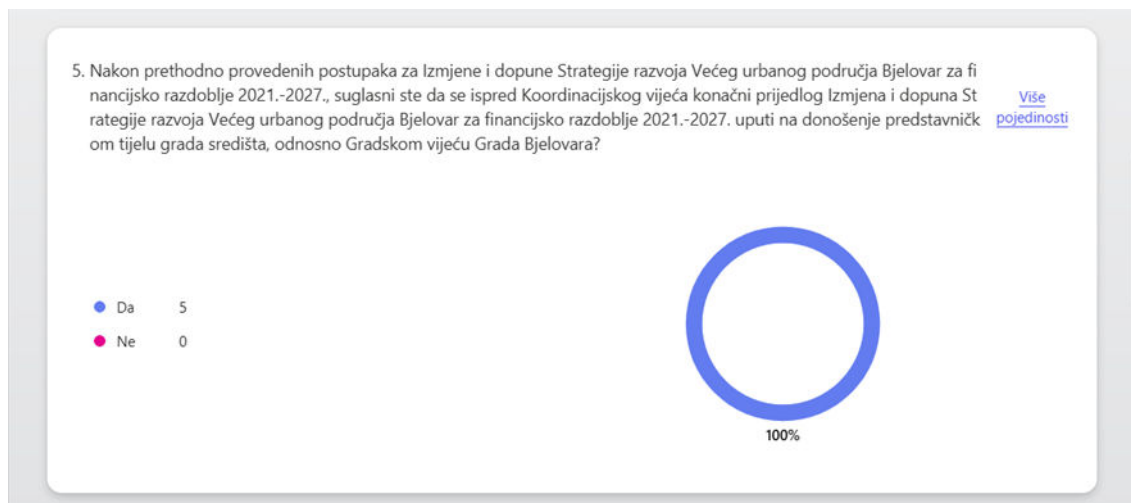 5. Nakon prethodno provedenih postupaka za Izmjene i dopune Strategije razvoja Većeg urbanog područja Bjelovar za fi
nancijsko razdoblje 2021.-2027., suglasni ste da se ispred Koordinacijskog vijeća konačni prijedlog Izmjena i dopuna St
rategije razvoja Većeg urbanog područja Bjelovar za financijsko razdoblje 2021.-2027. uputi na donošenje predstavničk
om tijelu grada središta, odnosno Gradskom vijeću Grada Bjelovara?
Više
pojedinosti
Da 5
Ne 0
100%